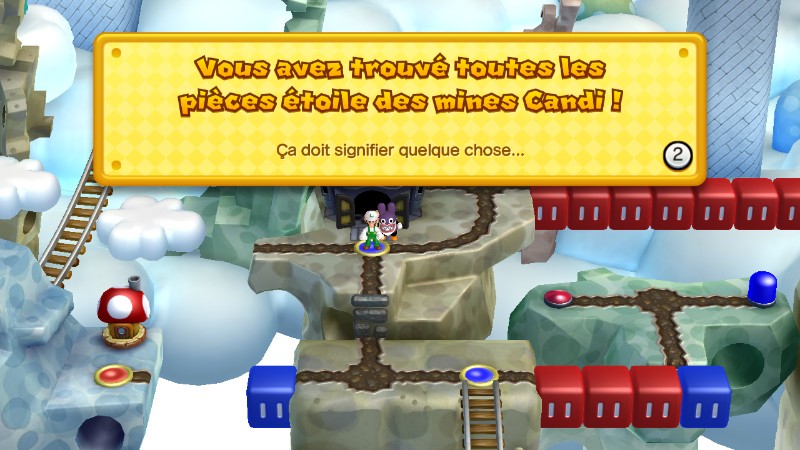 Vous avez trouvé toutes les
pièces étoile des mines Candi !
Ça doit signifier quelque chose...
2